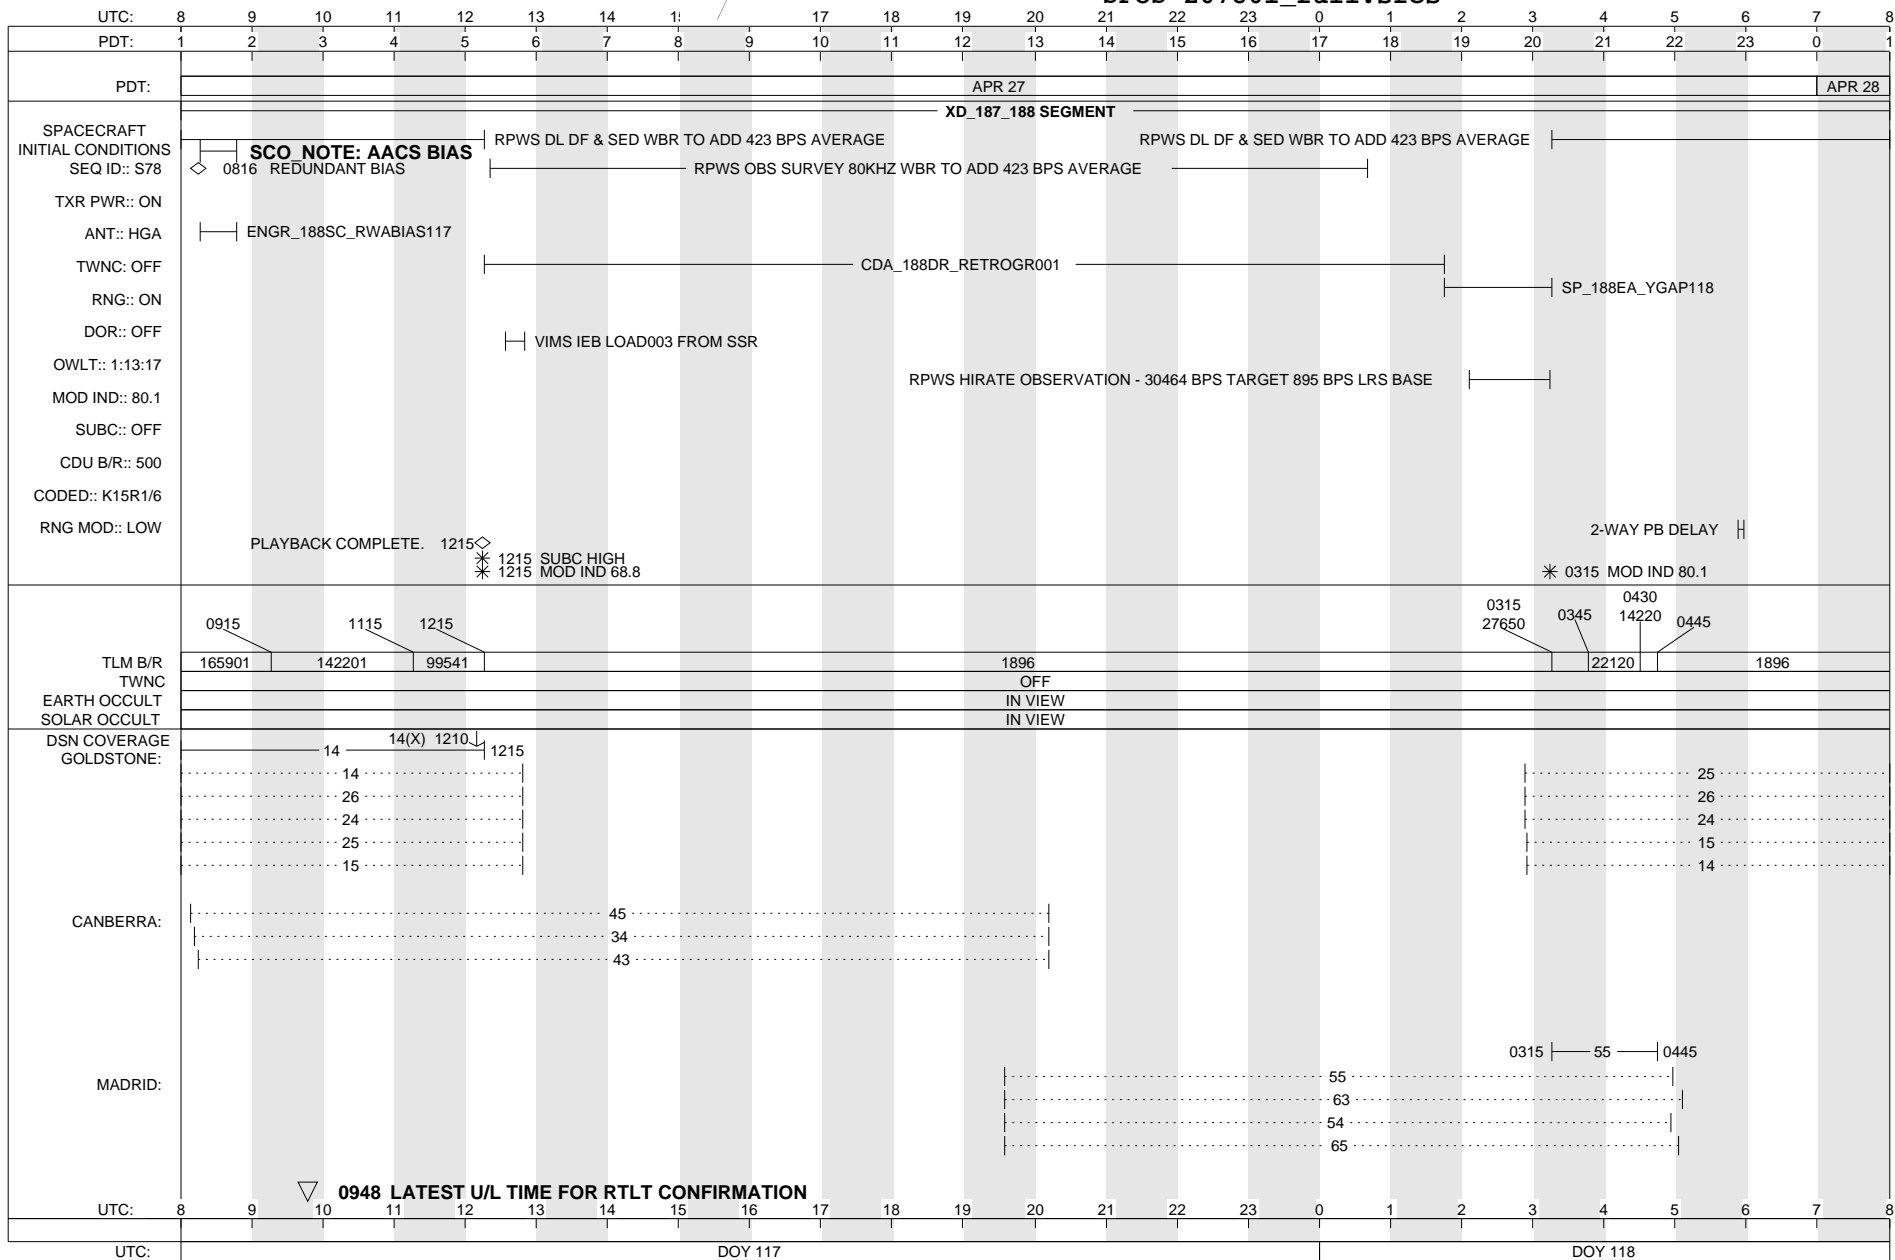 UTC: 8 9 10 11 12 13 14 17 18 19 20 21 22 23 0 1 2 3 4 5 6 7 8
PDT: 1 2 3 4 5 6 7 8 9 10 11 12 13 14 15 16 17 18 19 20 21 22 23 0 1
PDT: APR 27 APR 28
XD_187_188 SEGMENT
SPACECRAFT
INITIAL CONDITIONS
RPWS DL DF & SED WBR TO ADD 423 BPS AVERAGE RPWS DL DF & SED WBR TO ADD 423 BPS AVERAGE
SCO_NOTE: AACS BIAS
SEQ ID:: S78 0816 REDUNDANT BIAS RPWS OBS SURVEY 80KHZ WBR TO ADD 423 BPS AVERAGE
TXR PWR:: ON
ANT:: HGA ENGR_188SC_RWABIAS117
TWNC: OFF CDA_188DR_RETROGR001
SP_188EA_YGAP118
RNG:: ON
DOR:: OFF
VIMS IEB LOAD003 FROM SSR
OWLT:: 1:13:17
RPWS HIRATE OBSERVATION - 30464 BPS TARGET 895 BPS LRS BASE
MOD IND:: 80.1
SUBC:: OFF
CDU B/R:: 500
CODED:: K15R1/6
RNG MOD:: LOW 2-WAY PB DELAY
PLAYBACK COMPLETE. 1215
1215 SUBC HIGH
1215 MOD IND 68.8 0315 MOD IND 80.1
0915 1115 1215 0315 27650 0345 0430 14220 0445
TLM B/R 165901 142201 99541 1896 22120 1896
TWNC OFF
EARTH OCCULT IN VIEW
SOLAR OCCULT IN VIEW
DSN COVERAGE 14(X) 1210
GOLDSTONE: 14 1215
14 25
26 26
24 24
25 15
15 14
CANBERRA: 45
34
43
0315 55 0445
MADRID: 55
63
54
65
0948 LATEST U/L TIME FOR RTLT CONFIRMATION
UTC: 8 9 10 11 12 13 14 15 16 17 18 19 20 21 22 23 0 1 2 3 4 5 6 7 8
UTC: DOY 117 DOY 118